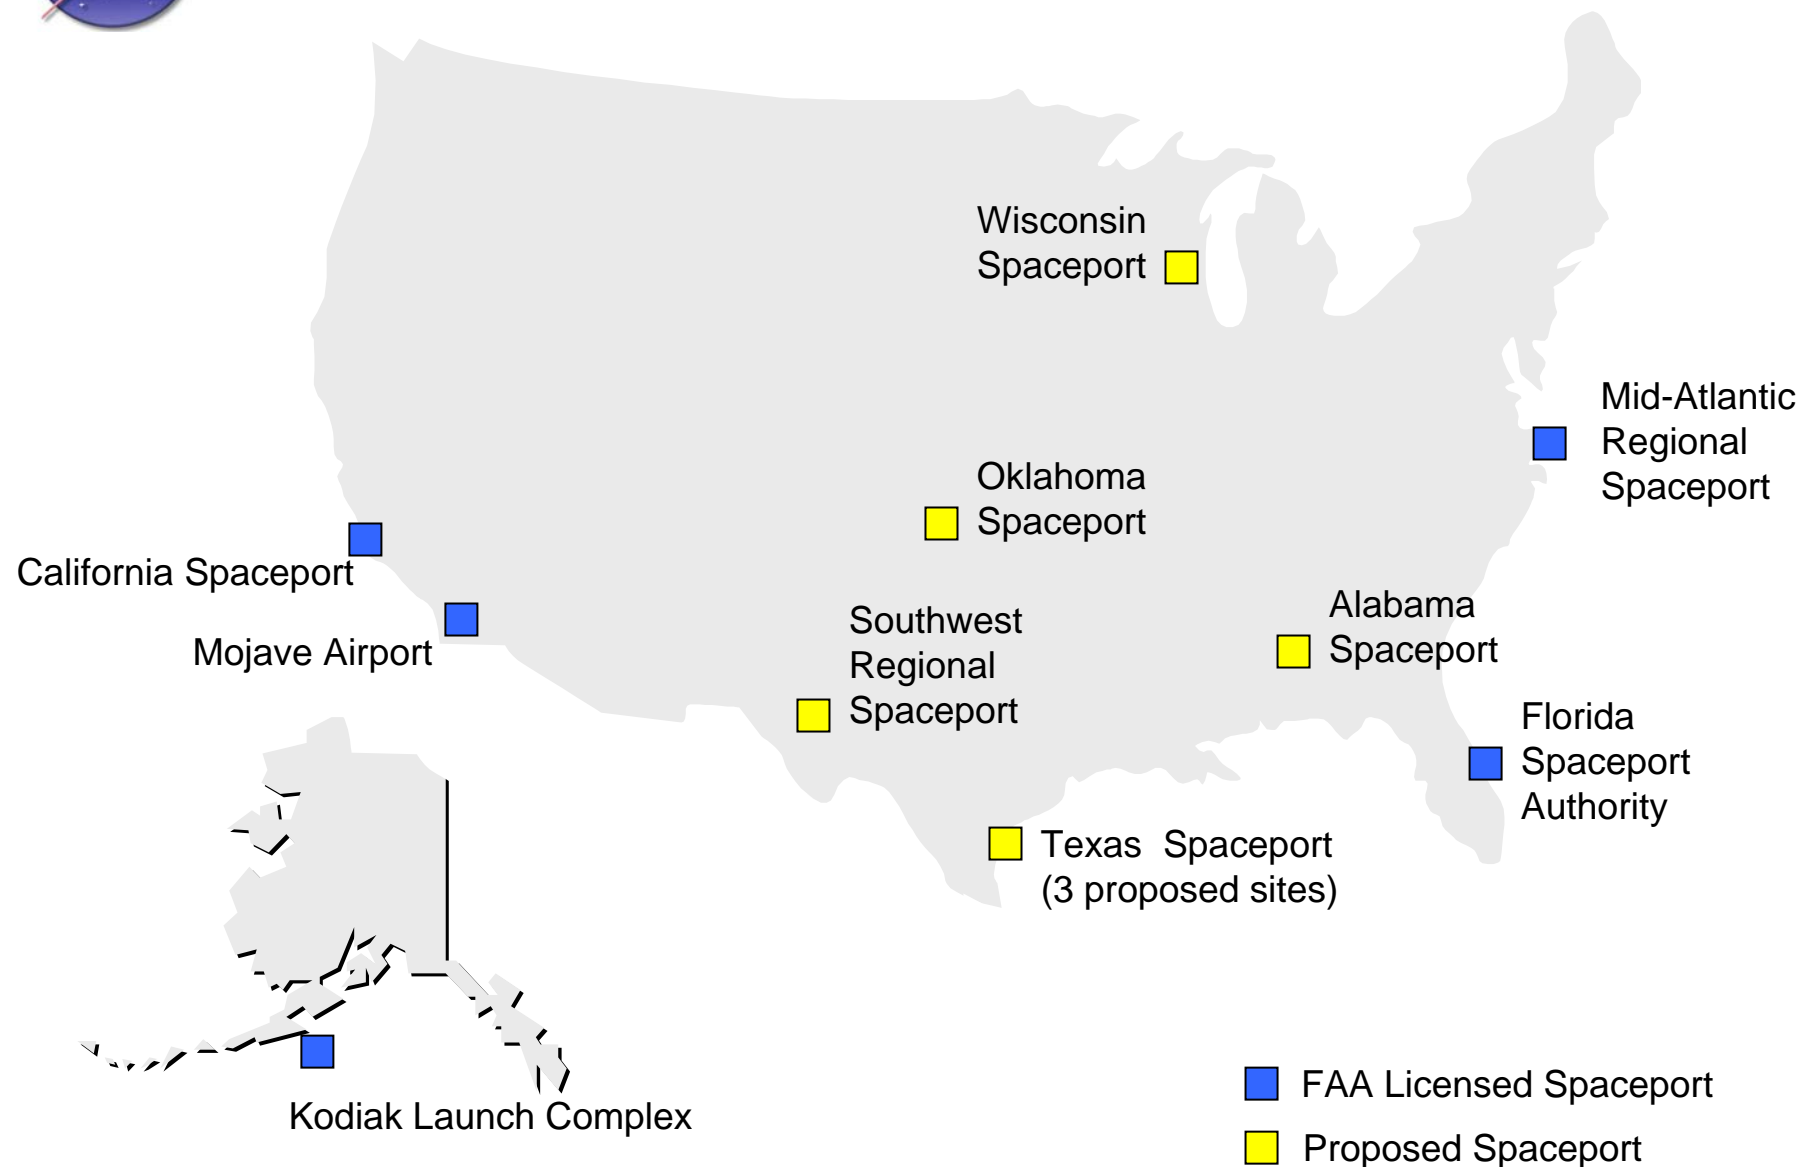 Wisconsin
Spaceport
Mid-Atlantic
Regional
Spaceport
Oklahoma
Spaceport
California Spaceport
Mojave Airport
Southwest
Regional
Spaceport
Alabama
Spaceport
Florida
Spaceport
Authority
Texas  Spaceport
(3 proposed sites)
Kodiak Launch Complex
FAA Licensed Spaceport
Proposed Spaceport